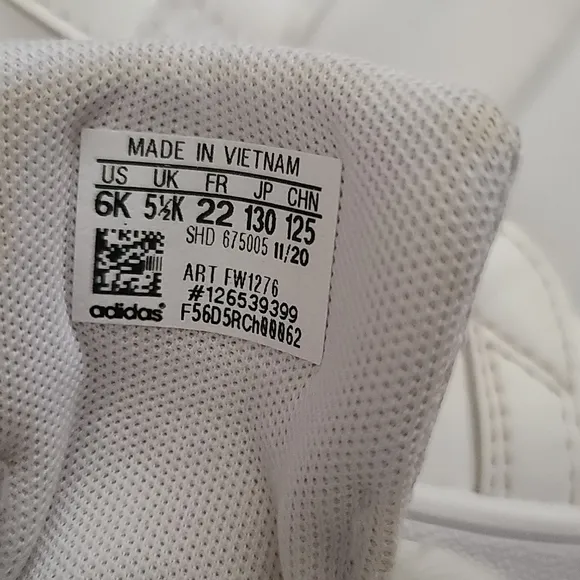 MADE IN VIETNAM
US UK FR JP CHN
6K 5½K 22 130 125
SHD 675005 11/20
ART FW1276
#126539399
adidas F56D5RCh00062